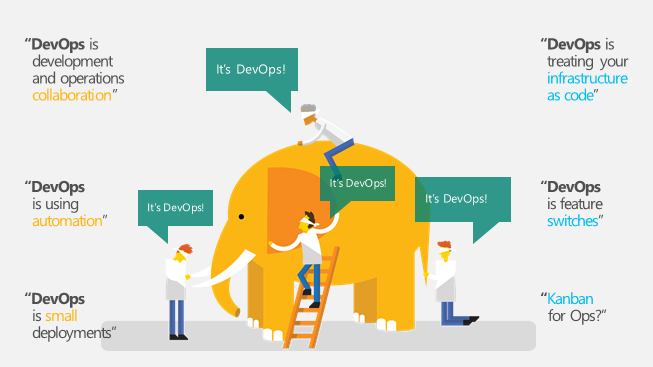 “DevOps is
development
and operations
collaboration”
“DevOps
is using
automation”
“DevOps
is small
deployments”
It's DevOps!
It's DevOps!
It's DevOps!
It's DevOps!
“DevOps is
treating your
infrastructure
as code”
“DevOps
is feature
switches”
“Kanban
for Ops?”